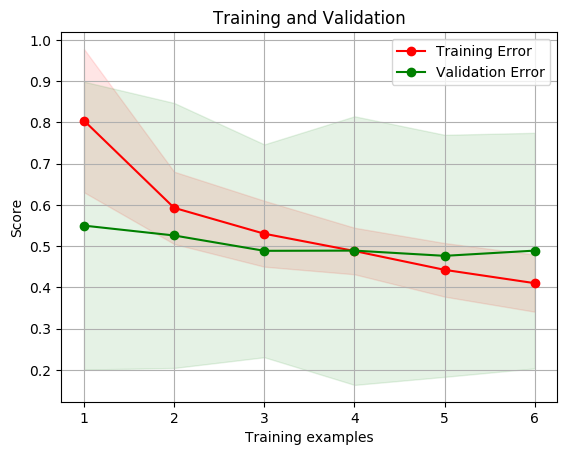 Training and Validation
Training Error
Validation Error
Score
1.0
0.9
0.8
0.7
0.6
0.5
0.4
0.3
0.2
1 2 3 4 5 6
Training examples